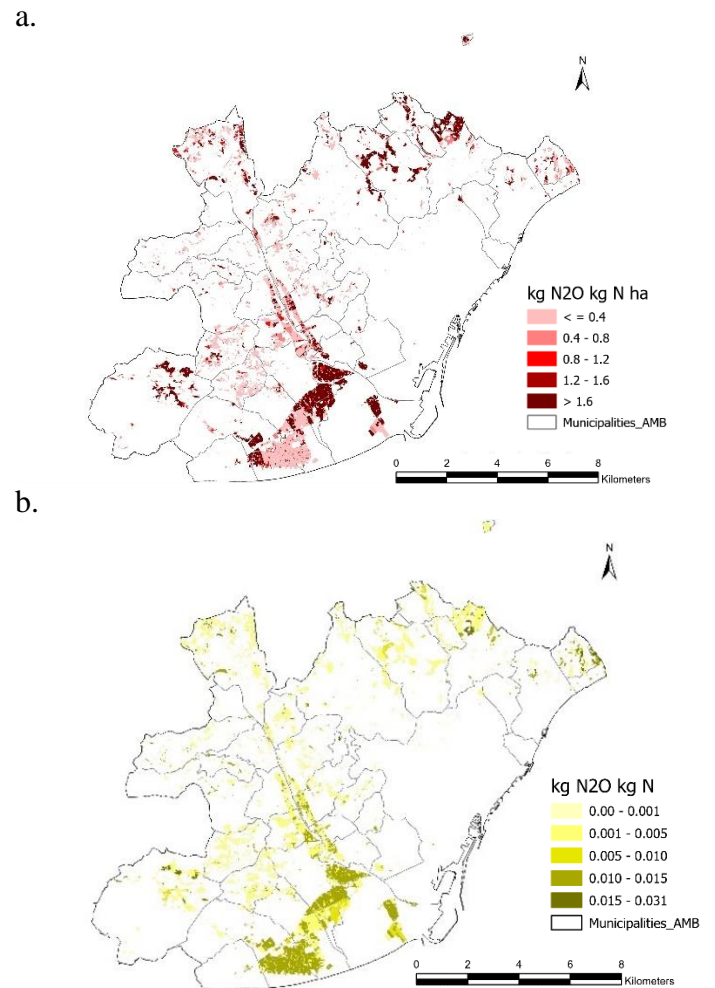 a.
N
kg N2O kg N ha
< = 0.4
0.4 - 0.8
0.8 - 1.2
1.2 - 1.6
> 1.6
Municipalities_AMB
0 2 4 6 8
Kilometers
b.
N
kg N2O kg N
0.00 - 0.001
0.001 - 0.005
0.005 - 0.010
0.010 - 0.015
0.015 - 0.031
Municipalities_AMB
0 2 4 6 8
Kilometers